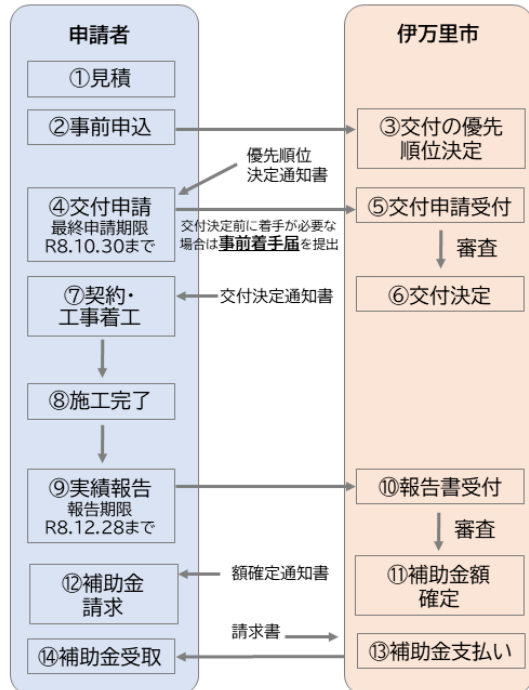 申請者
伊万里市
①見積
②事前申込
③交付の優先
順位決定
優先順位
決定通知書
④交付申請
最終申請期限
R8.10.30まで
交付決定前に着手が必要な
場合は事前着手届を提出
⑤交付申請受付
審査
⑥交付決定
交付決定通知書
⑦契約・
工事着工
⑧施工完了
⑨実績報告
報告期限
R8.12.28まで
⑩報告書受付
審査
⑪補助金額
確定
額確定通知書
⑫補助金
請求
請求書
⑬補助金支払い
⑭補助金受取